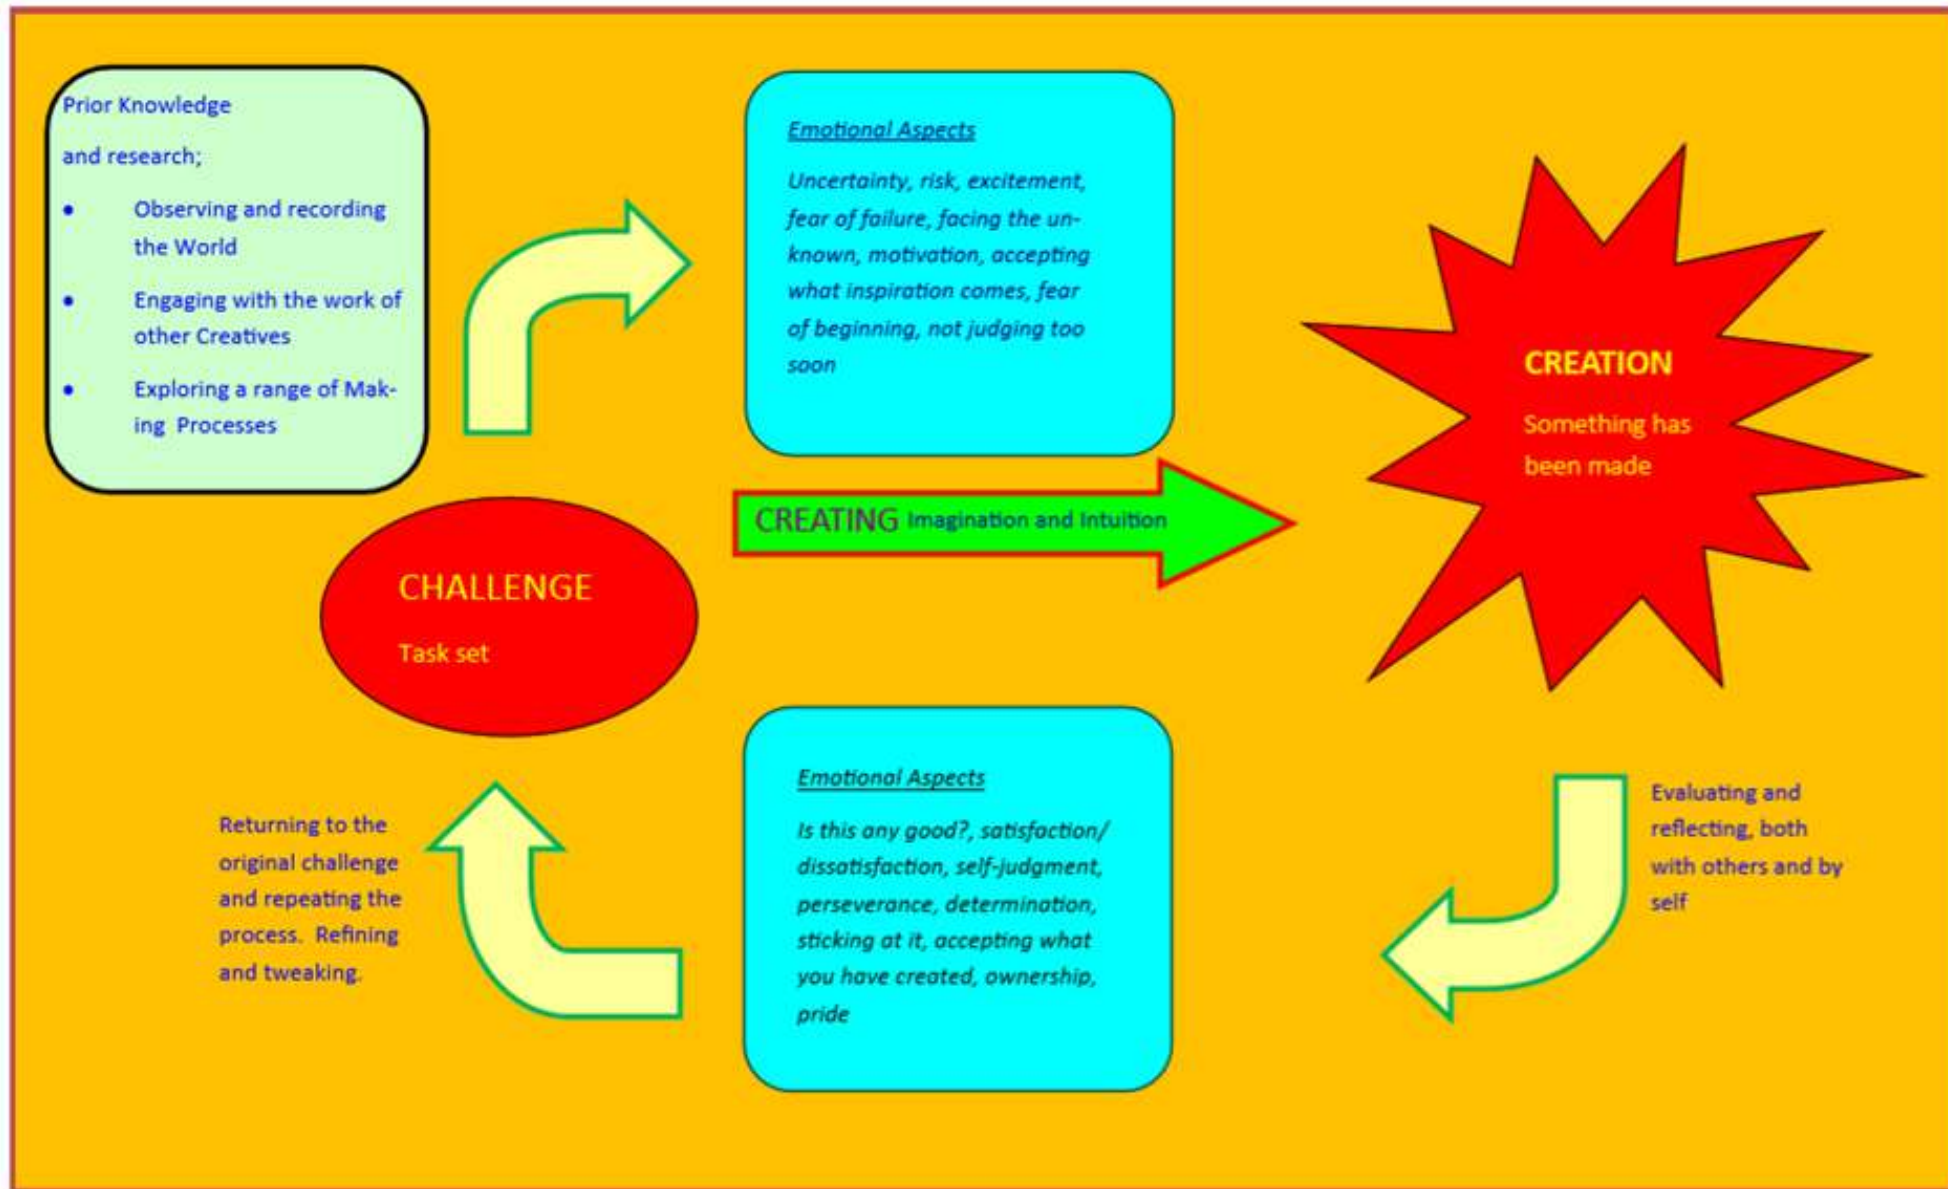 Prior Knowledge
and research;
• Observing and recording
the World
• Engaging with the work of
other Creatives
• Exploring a range of Mak-
ing Processes
Emotional Aspects
Uncertainty, risk, excitement,
fear of failure, facing the un-
known, motivation, accepting
what inspiration comes, fear
of beginning, not judging too
soon
CREATION
Something has
been made
CREATING Imagination and Intuition
CHALLENGE
Task set
Emotional Aspects
Is this any good?, satisfaction/
dissatisfaction, self-judgment,
perseverance, determination,
sticking at it, accepting what
you have created, ownership,
pride
Evaluating and
reflecting, both
with others and by
self
Returning to the
original challenge
and repeating the
process. Refining
and tweaking.